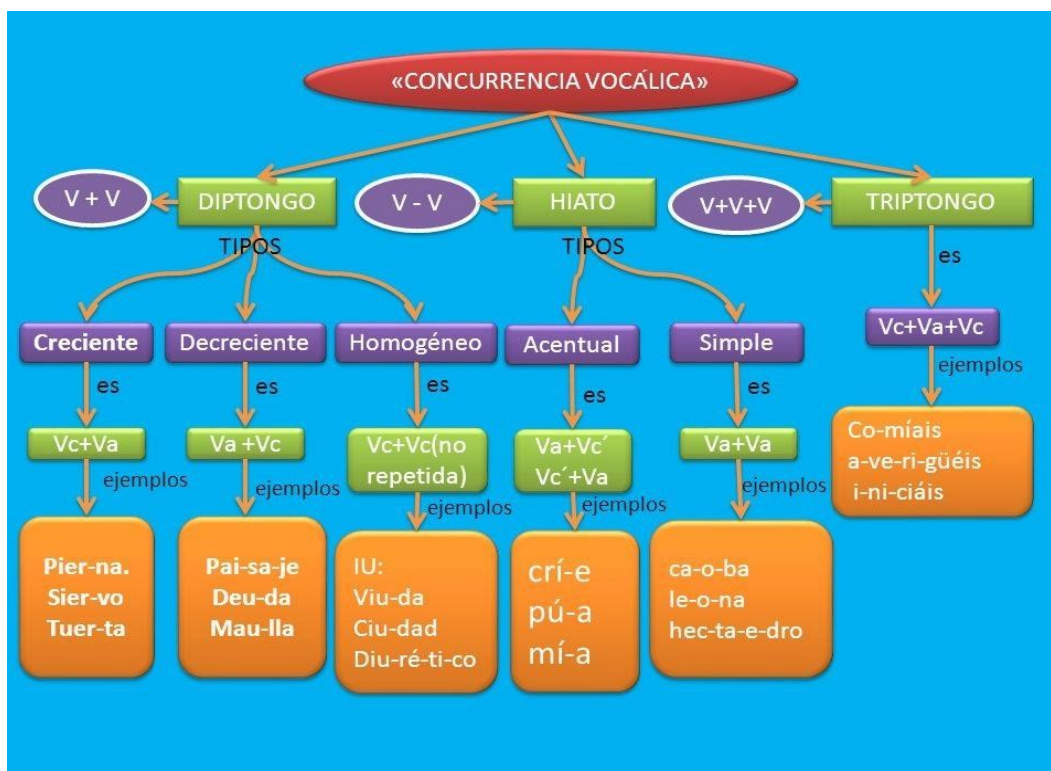 «CONCURRENCIA VOCÁLICA»
V + V
DIPTONGO
V - V
HIATO
V+V+V
TRIPTONGO
TIPOS
TIPOS
es
Creciente
Decreciente
Homogéneo
Acentual
Simple
Vc+Va+Vc
es
es
es
es
es
ejemplos
Vc+Va
Va +Vc
Vc+Vc(no
repetida)
Va+Vc´
Vc´+Va
Va+Va
Co-míais
a-ve-ri-güéis
i-ni-ciáis
ejemplos
ejemplos
ejemplos
ejemplos
ejemplos
Pier-na.
Sier-vo
Tuer-ta
Pai-sa-je
Deu-da
Mau-lla
IU:
Viu-da
Ciu-dad
Diu-ré-ti-co
crí-e
pú-a
mí-a
ca-o-ba
le-o-na
hec-ta-e-dro